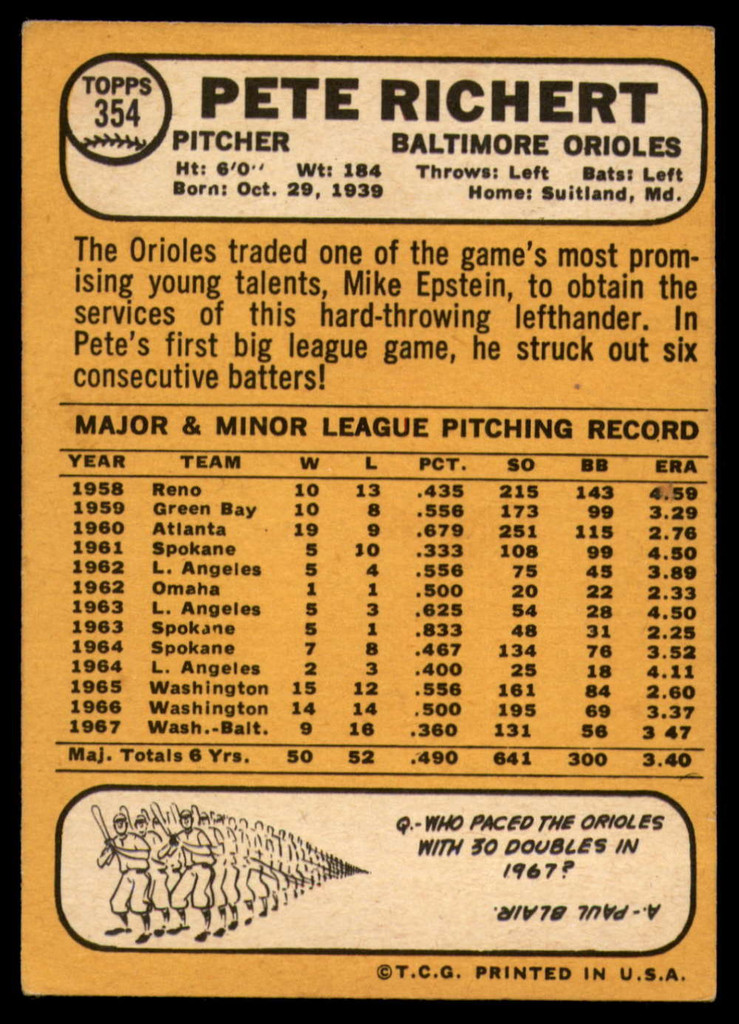 TOPPS
354
PETE RICHERT
PITCHER BALTIMORE ORIOLES
Ht: 6'0" Wt: 184 Throws: Left Bats: Left
Born: Oct. 29, 1939 Home: Suitland, Md.
The Orioles traded one of the game's most prom-
ising young talents, Mike Epstein, to obtain the
services of this hard-throwing lefthander. In
Pete's first big league game, he struck out six
consecutive batters!
MAJOR & MINOR LEAGUE PITCHING RECORD
YEAR TEAM W L PCT. SO BB ERA
1958 Reno 10 13 .435 215 143 4.59
1959 Green Bay 10 8 .556 173 99 3.29
1960 Atlanta 19 9 .679 251 115 2.76
1961 Spokane 5 10 .333 108 99 4.50
1962 L. Angeles 5 4 .556 75 45 3.89
1962 Omaha 1 1 .500 20 22 2.33
1963 L. Angeles 5 3 .625 54 28 4.50
1963 Spokane 5 1 .833 48 31 2.25
1964 Spokane 7 8 .467 134 76 3.52
1964 L. Angeles 2 3 .400 25 18 4.11
1965 Washington 15 12 .556 161 84 2.60
1966 Washington 14 14 .500 195 69 3.37
1967 Wash.-Balt. 9 16 .360 131 56 3 47
Maj. Totals 6 Yrs. 50 52 .490 641 300 3.40
Q.-WHO PACED THE ORIOLES
WITH 30 DOUBLES IN
1967?
A.-PAUL BLAIR.
©T.C.G. PRINTED IN U.S.A.